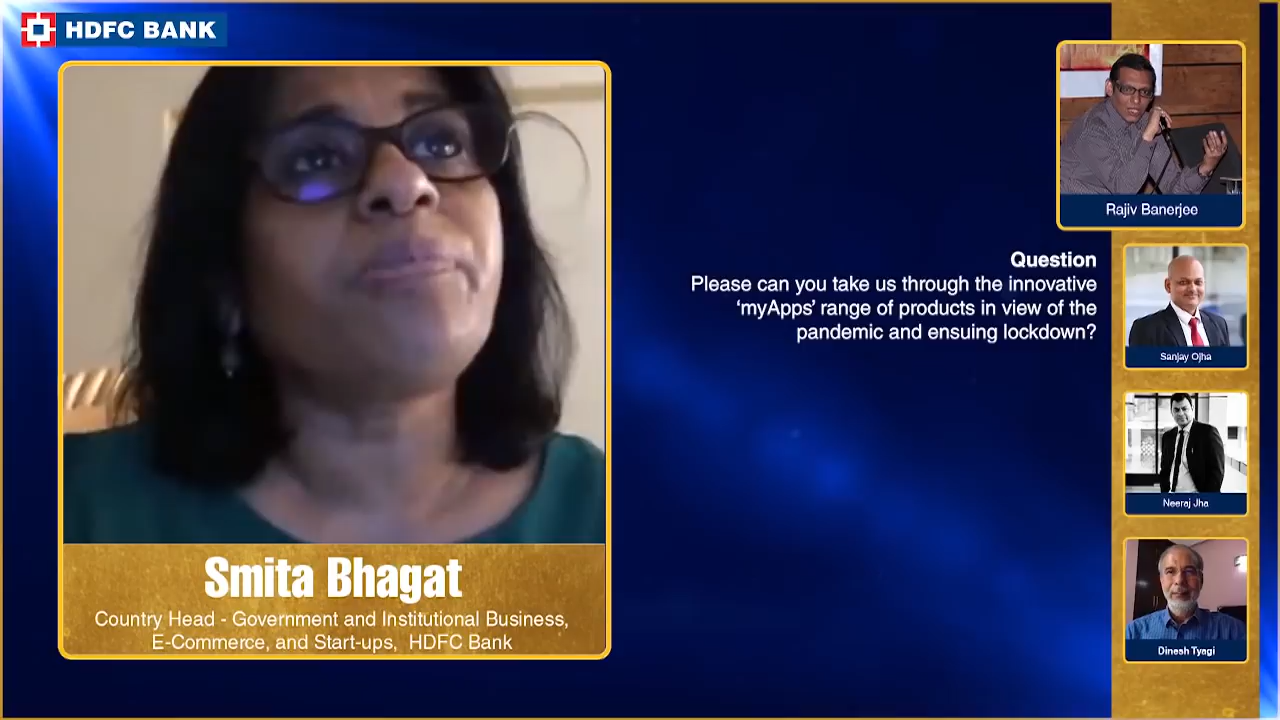 HDFC BANK
Smita Bhagat
Country Head - Government and Institutional Business,
E-Commerce, and Start-ups, HDFC Bank
Question
Please can you take us through the innovative
‘myApps’ range of products in view of the
pandemic and ensuing lockdown?
Rajiv Banerjee
Sanjay Ojha
Neeraj Jha
Dinesh Tyagi